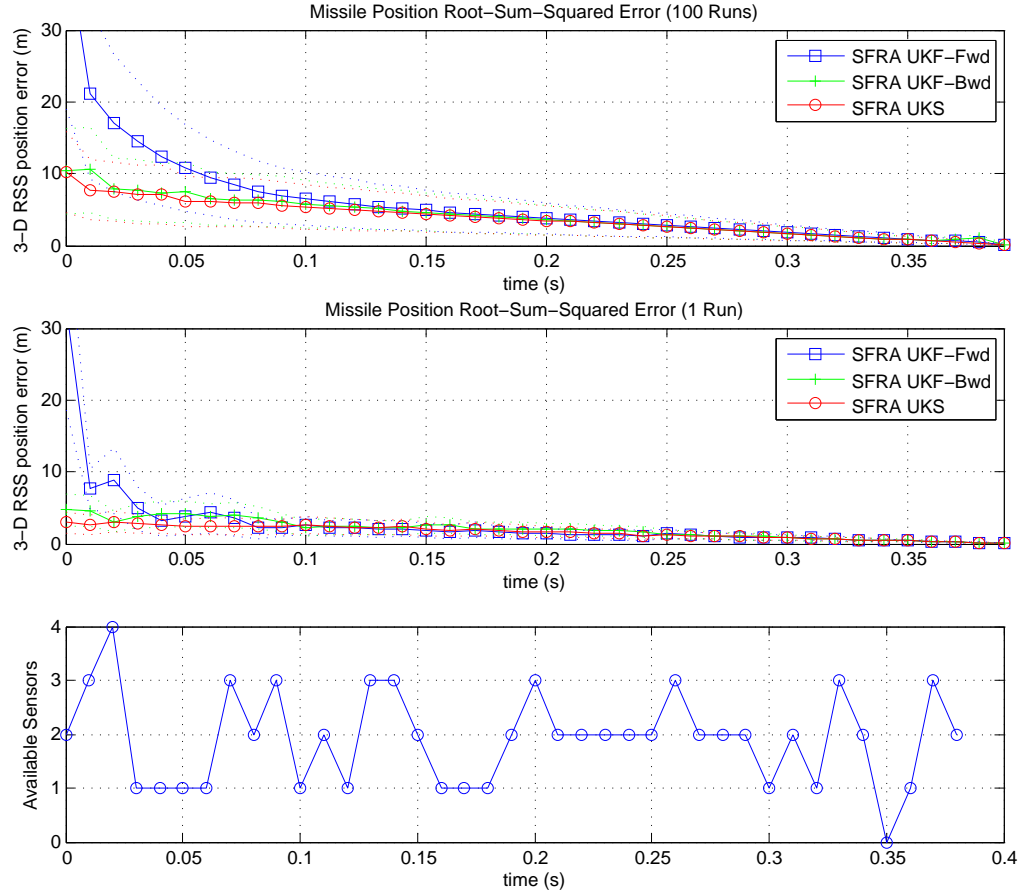 Missile Position Root−Sum−Squared Error (100 Runs)
3−D RSS position error (m)
30
20
10
0
SFRA UKF−Fwd
SFRA UKF−Bwd
SFRA UKS
0 0.05 0.1 0.15 0.2 0.25 0.3 0.35
time (s)
Missile Position Root−Sum−Squared Error (1 Run)
3−D RSS position error (m)
30
20
10
0
SFRA UKF−Fwd
SFRA UKF−Bwd
SFRA UKS
0 0.05 0.1 0.15 0.2 0.25 0.3 0.35
time (s)
Available Sensors
4
3
2
1
0
0 0.05 0.1 0.15 0.2 0.25 0.3 0.35 0.4
time (s)